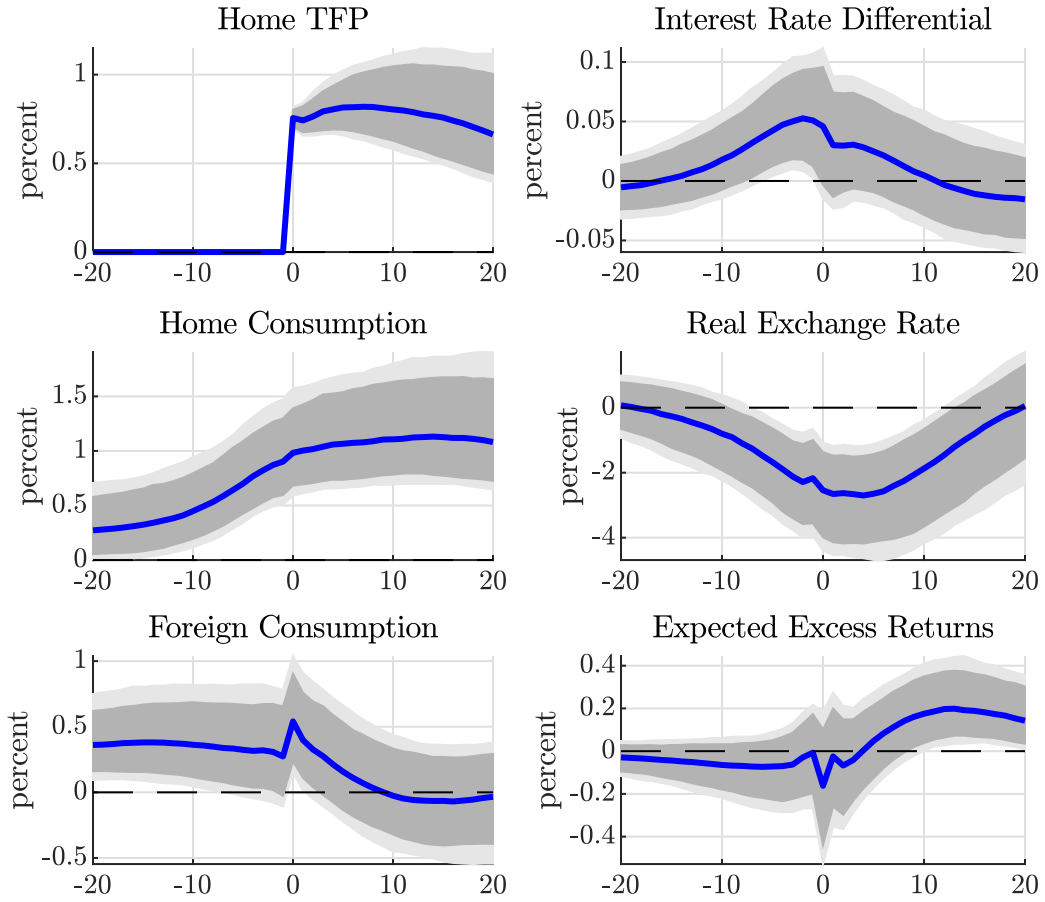 Home TFP
percent
1
0.5
0
-20 -10 0 10 20
Interest Rate Differential
percent
0.1
0.05
0
-0.05
-20 -10 0 10 20
Home Consumption
percent
1.5
1
0.5
0
-20 -10 0 10 20
Real Exchange Rate
percent
0
-2
-4
-20 -10 0 10 20
Foreign Consumption
percent
1
0.5
0
-0.5
-20 -10 0 10 20
Expected Excess Returns
percent
0.4
0.2
0
-0.2
-0.4
-20 -10 0 10 20